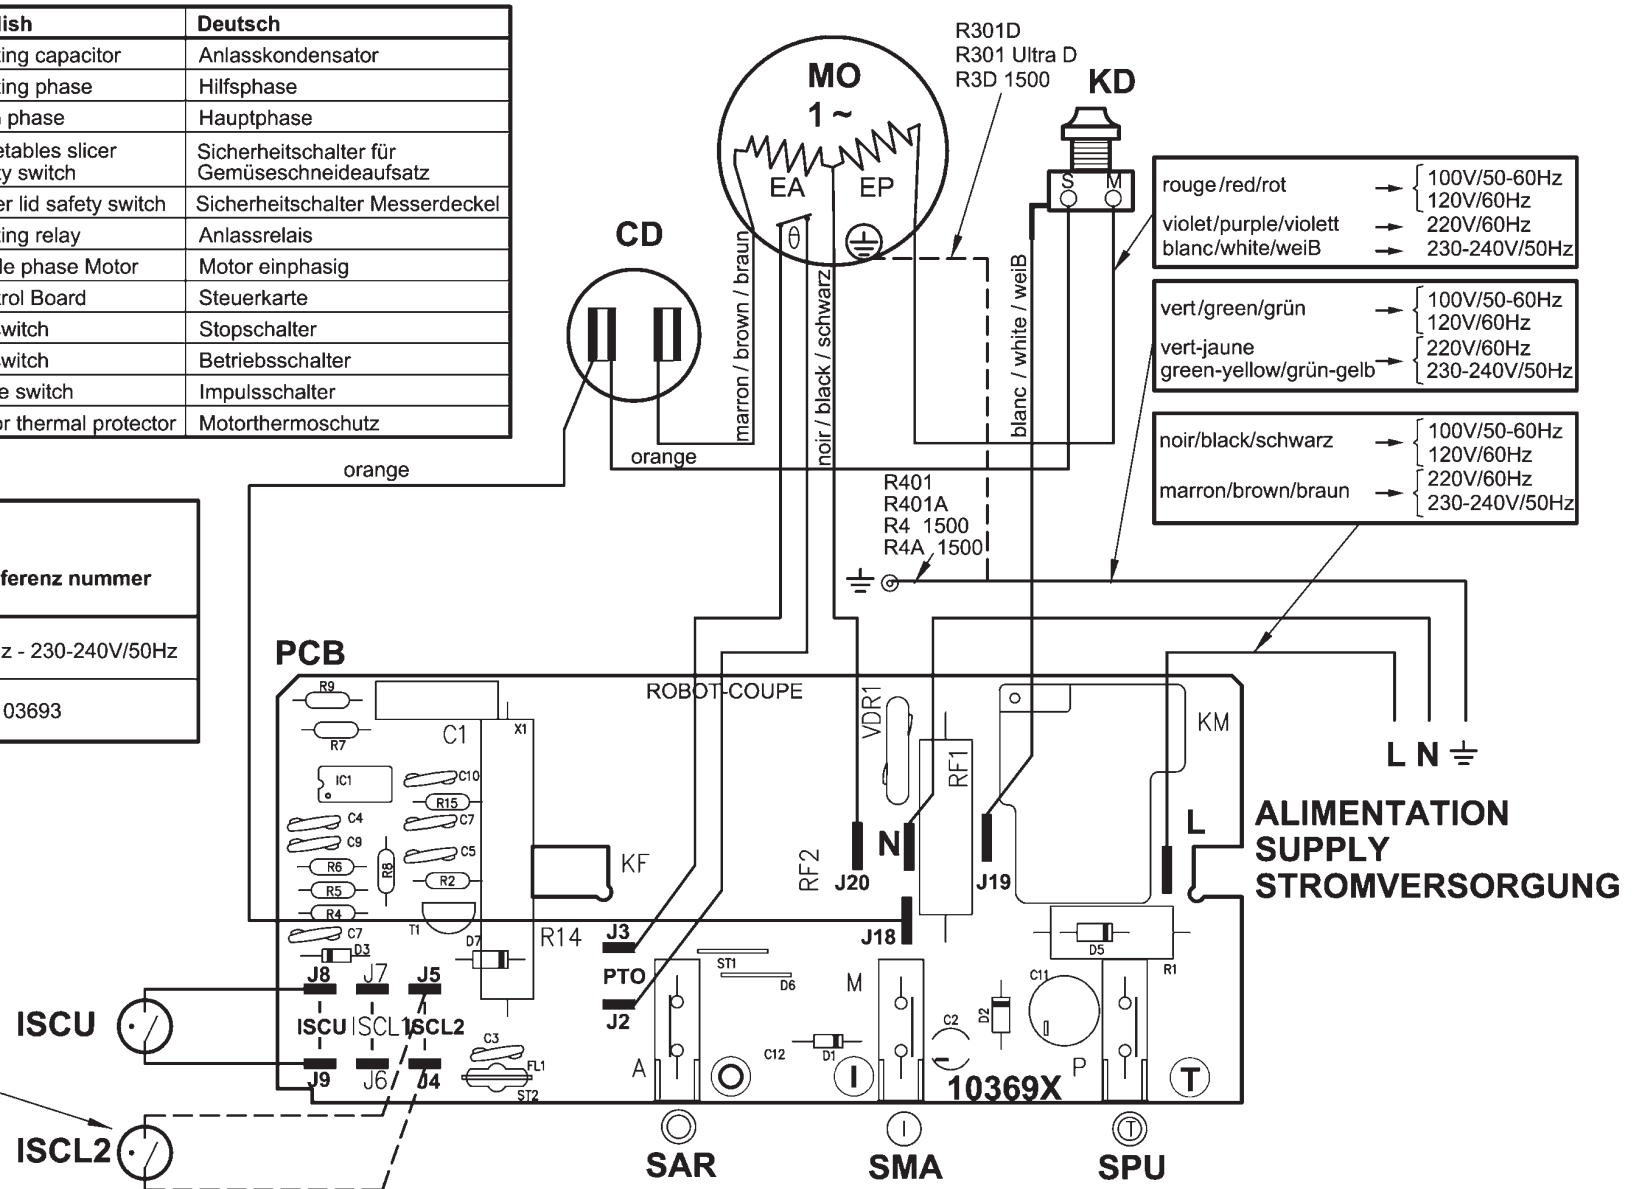 lish Deutsch
ting capacitor Anlasskondensator
ting phase Hilfsphase
phase Hauptphase
etables slicer
ty switch
Sicherheitschalter für
Gemüseschneideaufsatz
er lid safety switch Sicherheitschalter Messerdeckel
ting relay Anlassrelais
le phase Motor Motor einphasig
trol Board Steuerkarte
switch Stopschalter
switch Betriebsschalter
e switch Impulsschalter
or thermal protector Motorthermoschutz
ferenz nummer
z - 230-240V/50Hz
03693
MO
1 ~
EA
EP
θ
R301D
R301 Ultra D
R3D 1500
KD
S M
CD
marron / brown / braun
noir / black / schwarz
blanc / white / weiB
orange
orange
rouge/red/rot
100V/50-60Hz
120V/60Hz
violet/purple/violett 220V/60Hz
blanc/white/weiB 230-240V/50Hz
vert/green/grün
100V/50-60Hz
120V/60Hz
vert-jaune
green-yellow/grün-gelb
220V/60Hz
230-240V/50Hz
noir/black/schwarz
100V/50-60Hz
120V/60Hz
marron/brown/braun
220V/60Hz
230-240V/50Hz
R401
R401A
R4 1500
R4A 1500
L N
ALIMENTATION
SUPPLY
STROMVERSORGUNG
PCB
ROBOT-COUPE
R9
R7
C1
X1
IC1
C10
R15
C4
C7
C9
C5
R6
R8
R5
R2
R4
C7
T1
D3
D7
R14
KF
VDR1
RF1
RF2
KM
J20
N
J19
L
J18
J3
PTO
J2
ST1
D6
D5
R1
J8 J7 J5
ISCU ISCL1 ISCL2
J9 J6 J4
C3
FL1
ST2
A
O
C12
D1
M
I
C2
D2
C11
P
T
10369X
ISCU
ISCL2
I
T
SAR
SMA
SPU